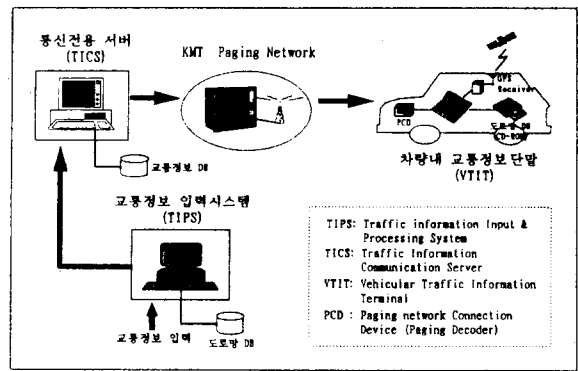 통신전용 서버
(TICS)
KMT Paging Network
GPS
Receiver
PCD
도로망 DB
(CD-ROM)
차량내 교통정보단말
(VTIT)
교통정보 DB
교통정보 입력시스템
(TIPS)
교통정보 입력
도로망 DB
TIPS: Traffic information Input &
Processing System
TICS: Traffic Information
Communication Server
VTIT: Vehicular Traffic Information
Terminal
PCD : Paging network Connection
Device (Paging Decoder)